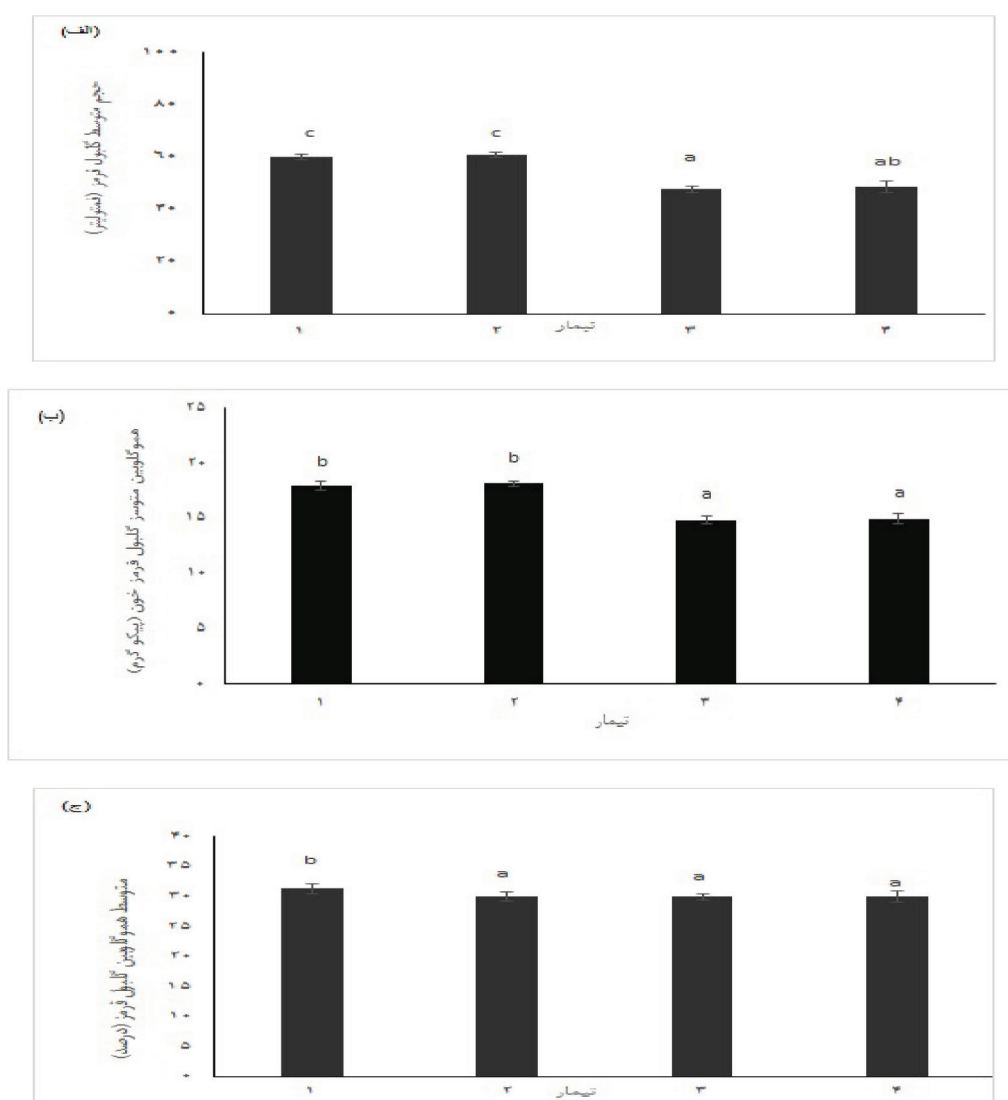 (الف)
حجم متوسط گلبول قرمز (فمتولیتر)
۱۰۰
۸۰
۶۰
۴۰
۲۰
۰
c
c
a
ab
۱
۲
۳
۴
تیمار
(ب)
هموگلوبین متوسز گلبول قرمز خون (پیکو گرم)
۲۵
۲۰
۱۵
۱۰
۵
۰
b
b
a
a
۱
۲
۳
۴
تیمار
(ج)
متوسط هموگلوبین گلبول قرمز (درصد)
۴۰
۳۵
۳۰
۲۵
۲۰
۱۵
۱۰
۵
۰
b
a
a
a
۱
۲
۳
۴
تیمار